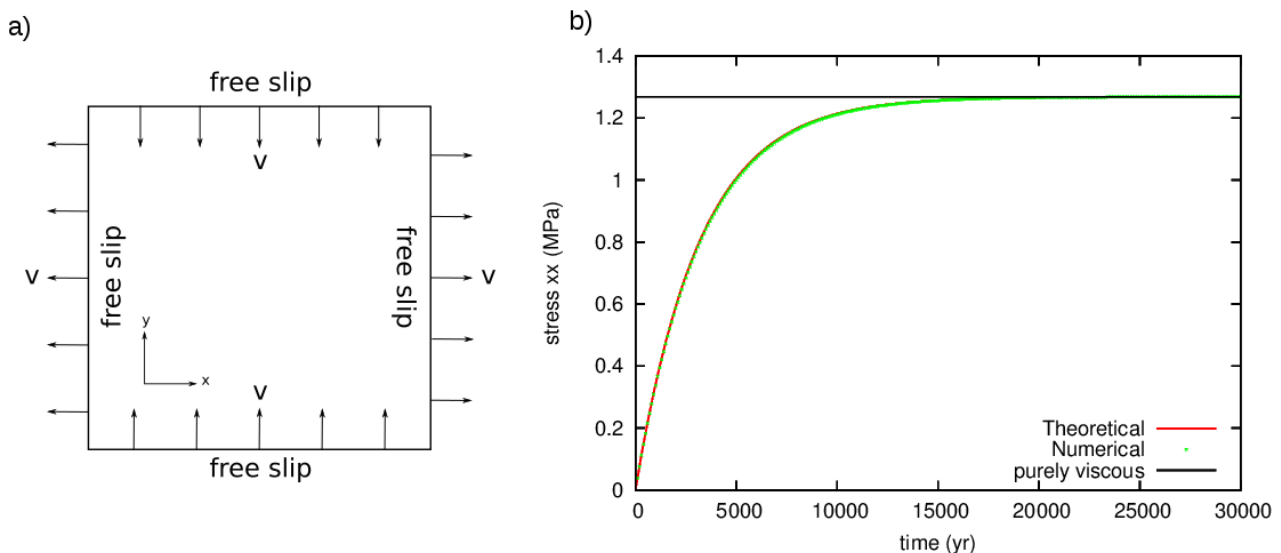 a)
free slip
v
v
free slip
free slip
v
y
x
v
free slip
b)
1.4
1.2
1
0.8
0.6
0.4
0.2
0
stress xx (MPa)
Theoretical
Numerical
purely viscous
0 5000 10000 15000 20000 25000 30000
time (yr)